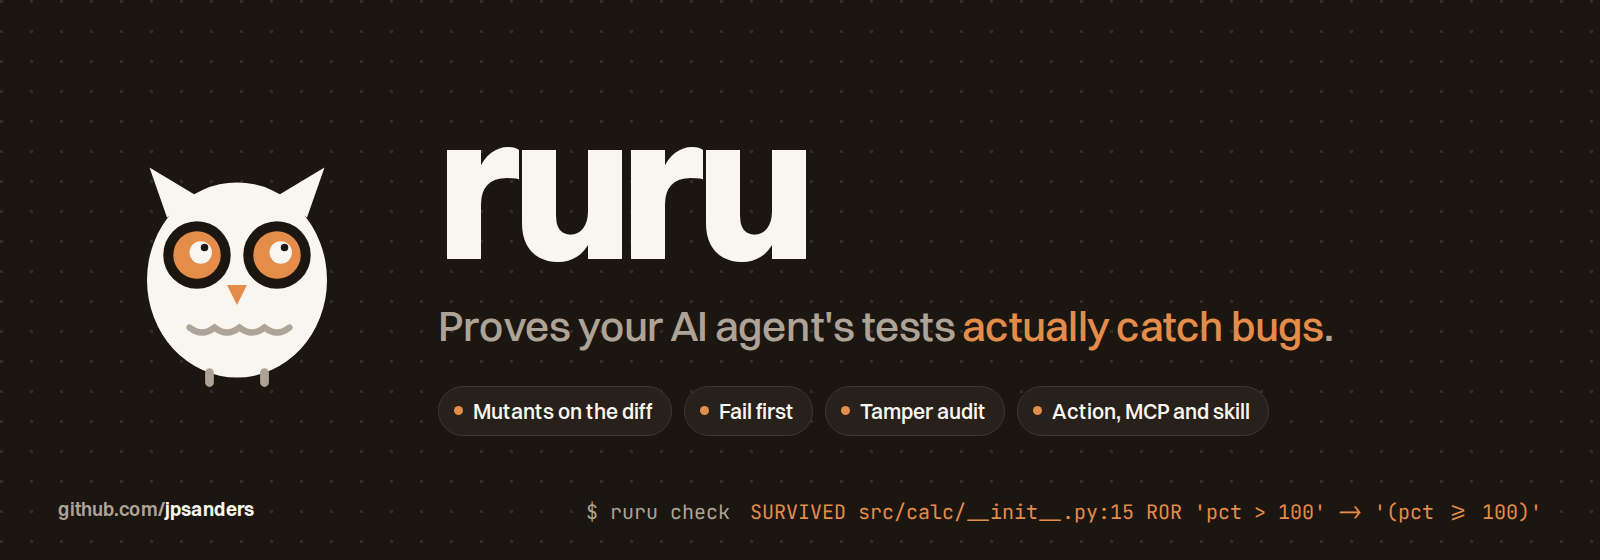 ruru
Proves your AI agent's tests actually catch bugs.
Mutants on the diff
Fail first
Tamper audit
Action, MCP and skill
github.com/jpsanders
$ ruru check SURVIVED src/calc/__init__.py:15 ROR 'pct > 100' → '(pct ⩾ 100)'